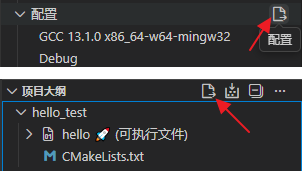 配置
GCC 13.1.0 x86_64-w64-mingw32
配置
Debug
项目大纲
hello_test
hello 🚀 (可执行文件)
M CMakeLists.txt